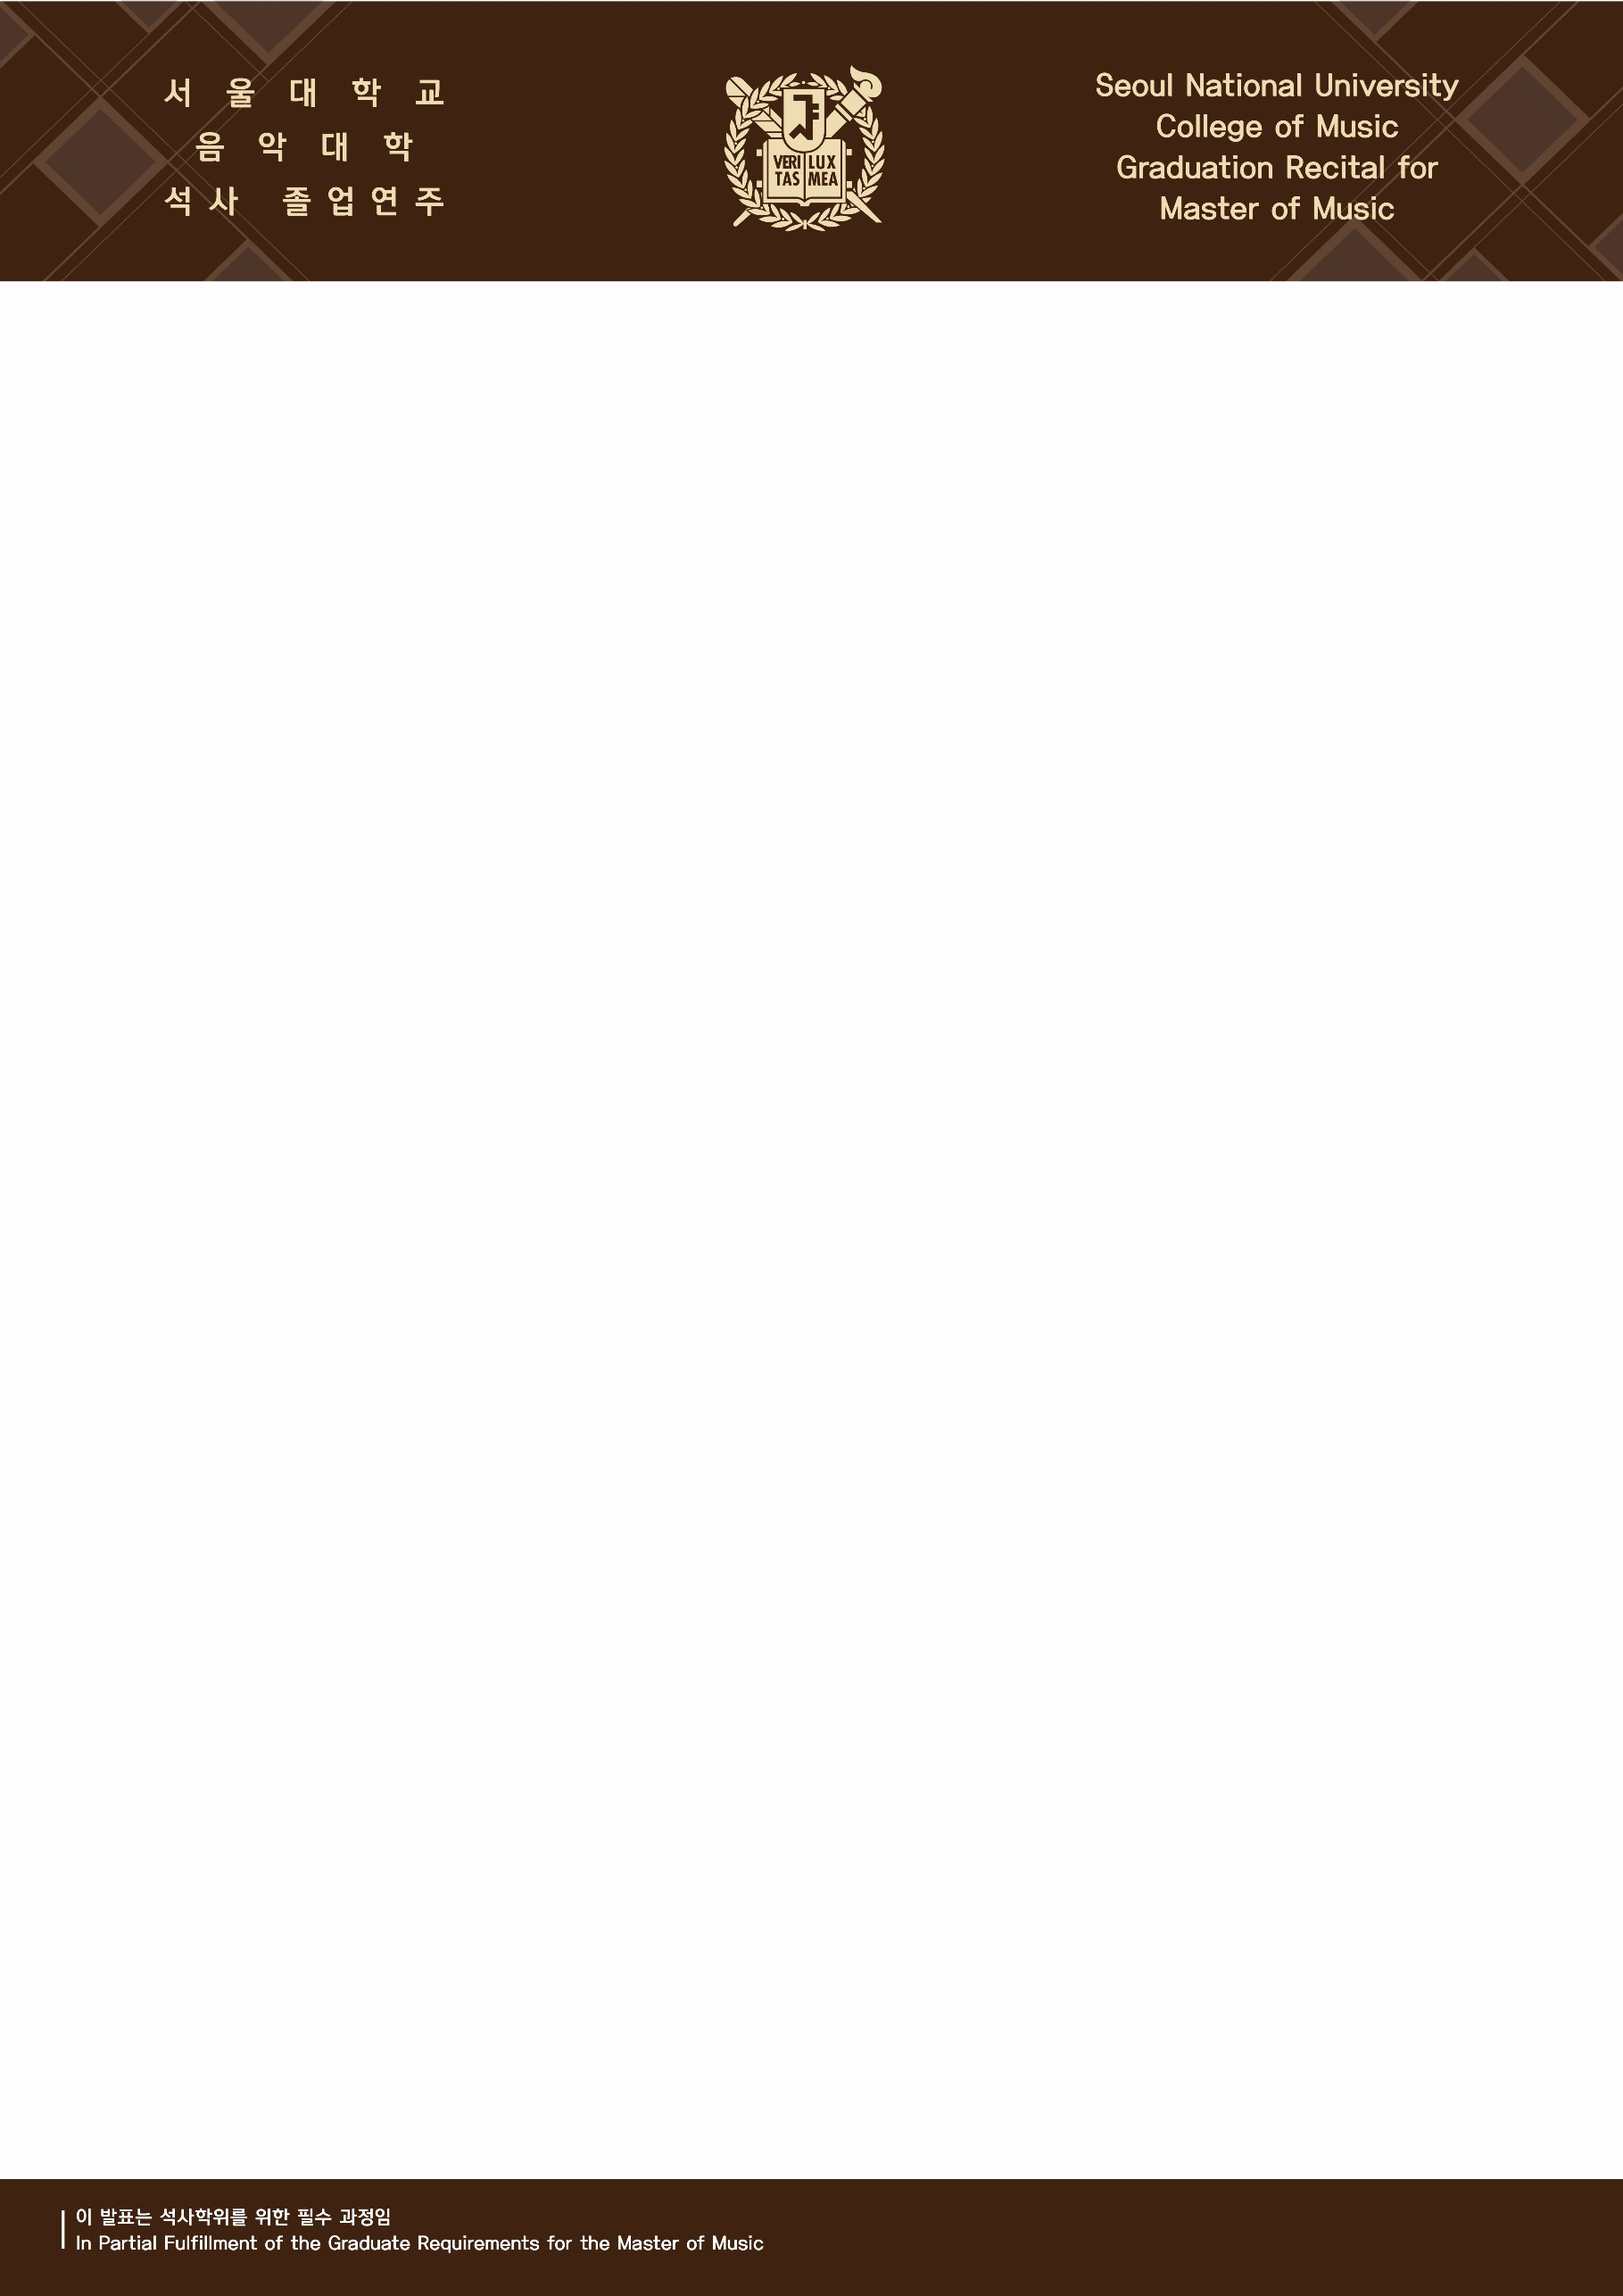 서 울 대 학 교
음 악 대 학
석사 졸업연주
VERI LUX
TAS MEA
Seoul National University
College of Music
Graduation Recital for
Master of Music
이 발표는 석사학위를 위한 필수 과정임
In Partial Fulfillment of the Graduate Requirements for the Master of Music